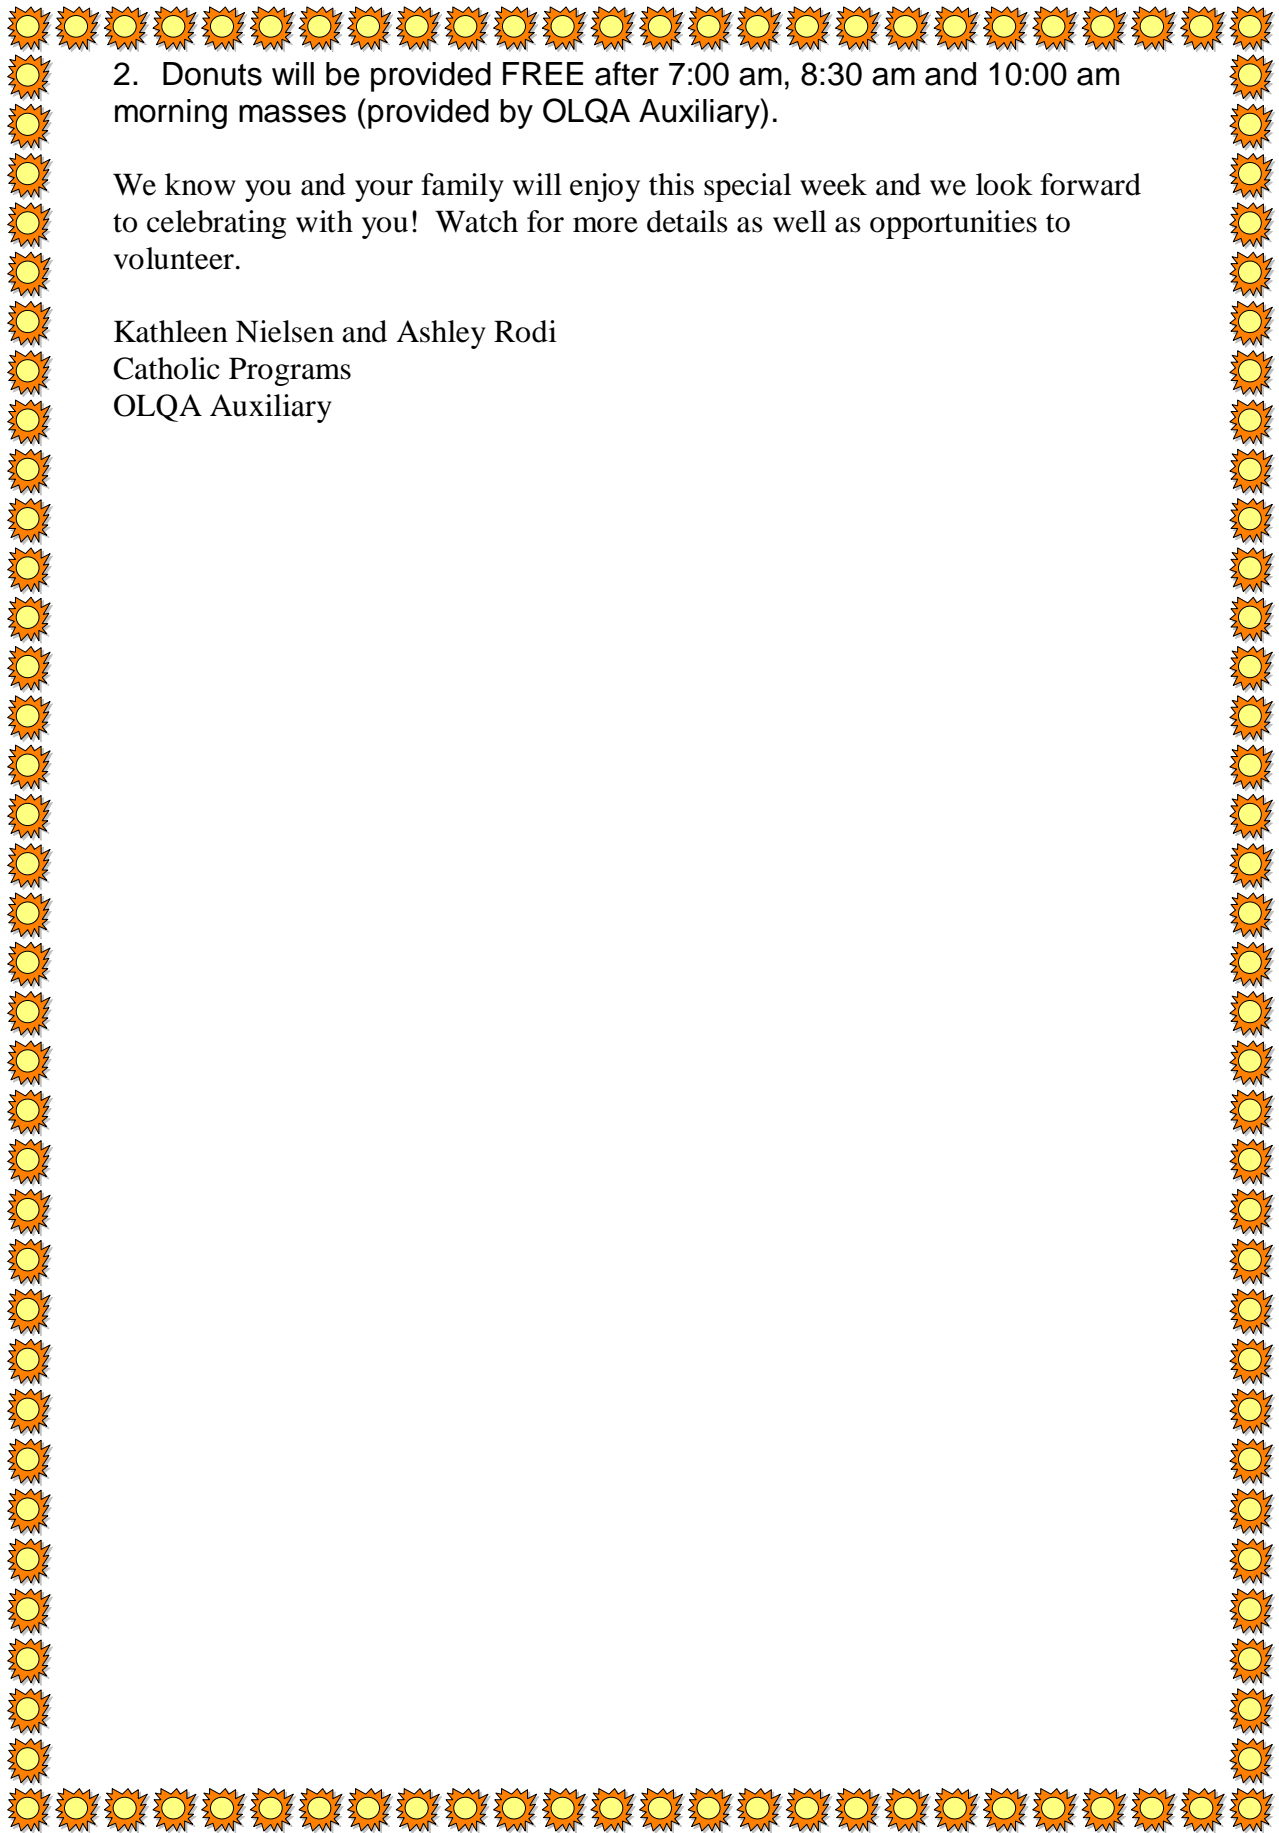 2.  Donuts will be provided FREE after 7:00 am, 8:30 am and 10:00 am
morning masses (provided by OLQA Auxiliary).
We know you and your family will enjoy this special week and we look forward
to celebrating with you!  Watch for more details as well as opportunities to
volunteer.
Kathleen Nielsen and Ashley Rodi
Catholic Programs
OLQA Auxiliary